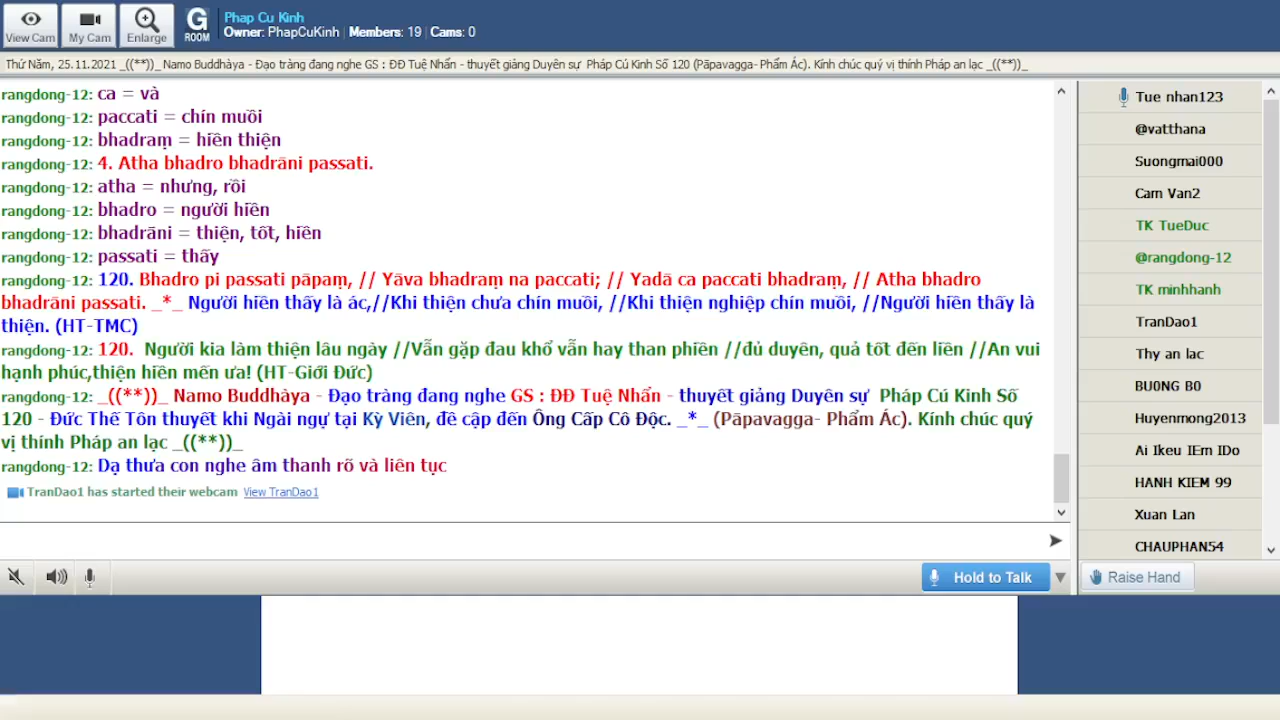 View Cam
My Cam
Enlarge
G
ROOM
Phap Cu Kinh
Owner: PhapCuKinh | Members: 19 | Cams: 0
Thứ Năm, 25.11.2021 _((**))_ Namo Buddhàya - Đạo tràng đang nghe GS : ĐĐ Tuệ Nhẩn - thuyết giảng Duyên sự Pháp Cú Kinh Số 120 (Pāpavagga- Phẩm Ác). Kính chúc quý vị thính Pháp an lạc _((**))_
rangdong-12: ca = và
rangdong-12: paccati = chín muồi
rangdong-12: bhadraṃ = hiền thiện
rangdong-12: 4. Atha bhadro bhadrāni passati.
rangdong-12: atha = nhưng, rồi
rangdong-12: bhadro = người hiền
rangdong-12: bhadrāni = thiện, tốt, hiền
rangdong-12: passati = thấy
rangdong-12: 120. Bhadro pi passati pāpaṃ, // Yāva bhadraṃ na paccati; // Yadā ca paccati bhadraṃ, // Atha bhadro
bhadrāni passati. _*_ Người hiền thấy là ác,//Khi thiện chưa chín muồi, //Khi thiện nghiệp chín muồi, //Người hiền thấy là
thiện. (HT-TMC)
rangdong-12: 120. Người kia làm thiện lâu ngày //Vẫn gặp đau khổ vẫn hay than phiền //đủ duyên, quả tốt đến liền //An vui
hạnh phúc,thiện hiền mến ưa! (HT-Giới Đức)
rangdong-12: _((**))_ Namo Buddhàya - Đạo tràng đang nghe GS : ĐĐ Tuệ Nhẩn - thuyết giảng Duyên sự Pháp Cú Kinh Số
120 - Đức Thế Tôn thuyết khi Ngài ngự tại Kỳ Viên, đề cập đến Ông Cấp Cô Độc. _*_ (Pāpavagga- Phẩm Ác). Kính chúc quý
vị thính Pháp an lạc _((**))_
rangdong-12: Dạ thưa con nghe âm thanh rõ và liên tục
TranDao1 has started their webcam View TranDao1
Hold to Talk
Tue nhan123
@vatthana
Suongmai000
Cam Van2
TK TueDuc
@rangdong-12
TK minhhanh
TranDao1
Thy an lac
BU0NG B0
Huyenmong2013
Ai Ikeu IEm IDo
HANH KIEM 99
Xuan Lan
CHAUPHAN54
Raise Hand